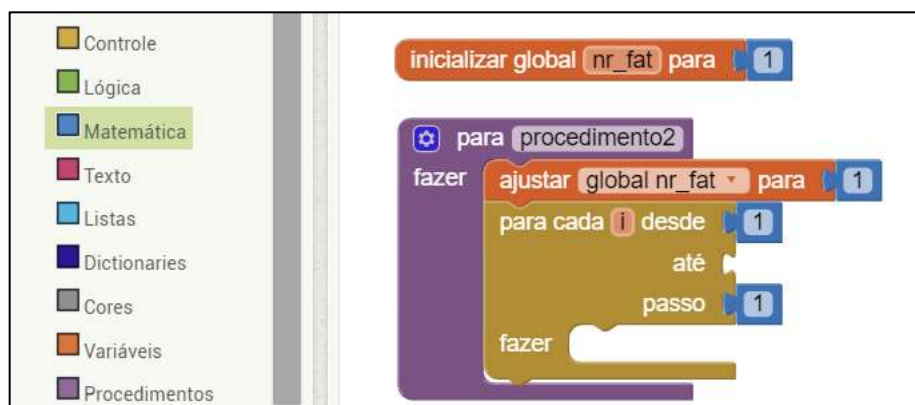 Controle
Lógica
Matemática
Texto
Listas
Dictionaries
Cores
Variáveis
Procedimentos
inicializar global nr_fat para 1
para procedimento2
fazer ajustar global nr_fat para 1
para cada i desde 1
até
passo 1
fazer